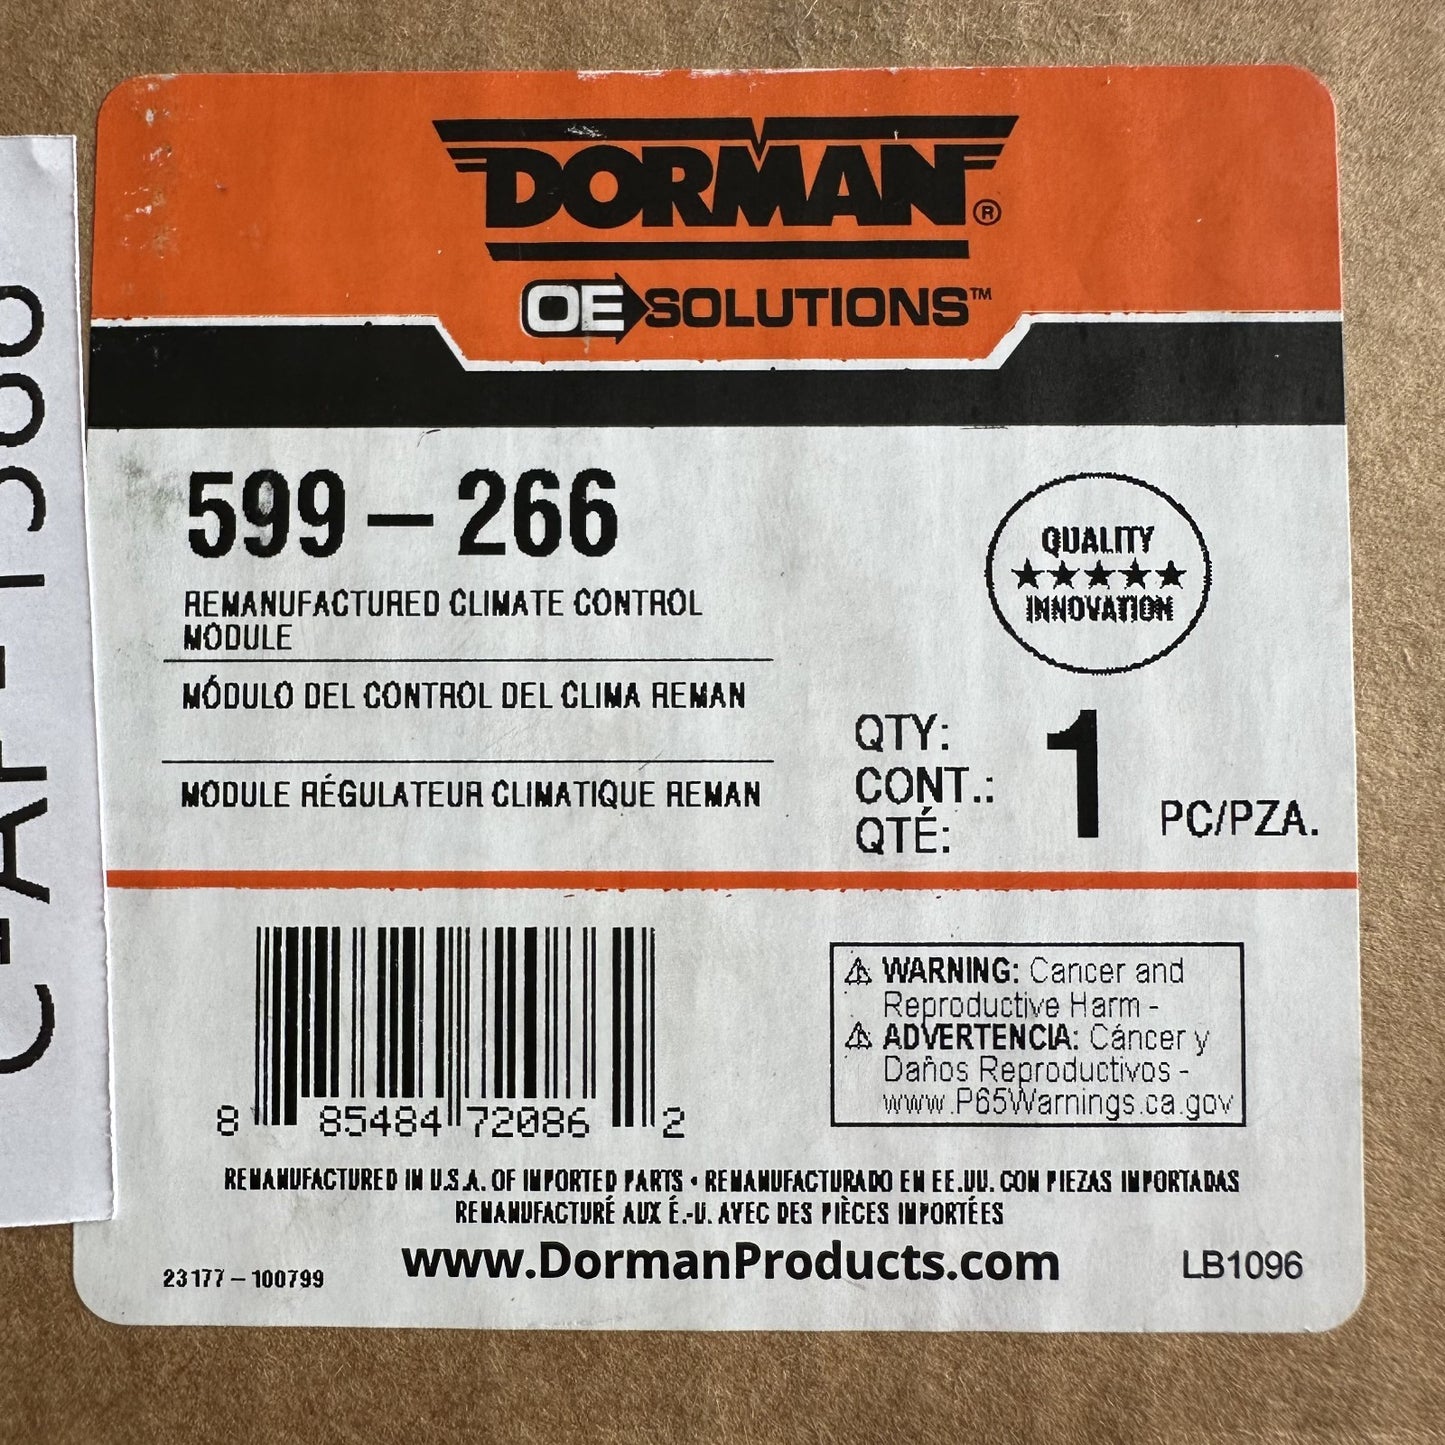 DORMAN®
OE SOLUTIONS™
599-266
REMANUFACTURED CLIMATE CONTROL
MODULE
MÓDULO DEL CONTROL DEL CLIMA REMAN
MODULE RÉGULATEUR CLIMATIQUE REMAN
QUALITY
★★★★★
INNOVATION
QTY:
CONT.:
QTÉ:
1 PC/PZA.
8 85484 72086 2
⚠ WARNING: Cancer and
Reproductive Harm -
⚠ ADVERTENCIA: Cáncer y
Daños Reproductivos -
www.P65Warnings.ca.gov
REMANUFACTURED IN U.S.A. OF IMPORTED PARTS • REMANUFACTURADO EN EE.UU. CON PIEZAS IMPORTADAS
REMANUFACTURÉ AUX É.-U. AVEC DES PIÈCES IMPORTÉES
23177-100799
www.DormanProducts.com
LB1096